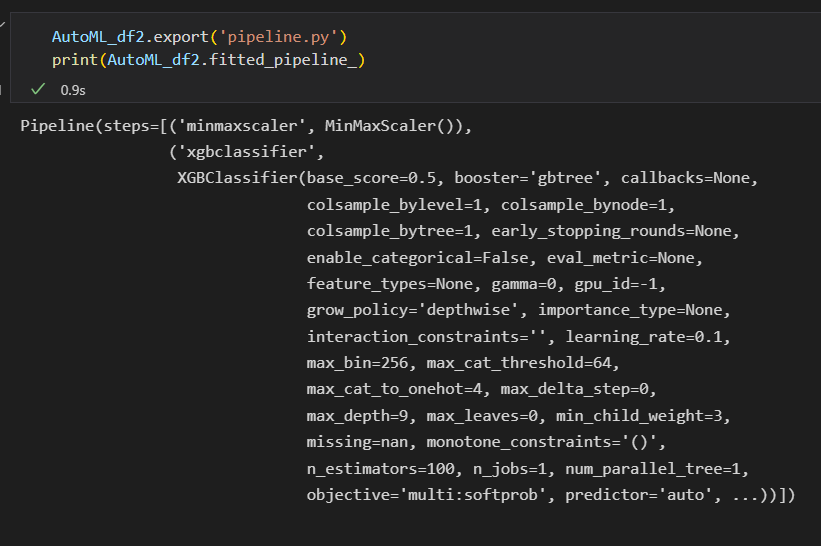 AutoML_df2.export('pipeline.py')
print(AutoML_df2.fitted_pipeline_)
0.9s
Pipeline(steps=[('minmaxscaler', MinMaxScaler()),
('xgbclassifier',
XGBClassifier(base_score=0.5, booster='gbtree', callbacks=None,
colsample_bylevel=1, colsample_bynode=1,
colsample_bytree=1, early_stopping_rounds=None,
enable_categorical=False, eval_metric=None,
feature_types=None, gamma=0, gpu_id=-1,
grow_policy='depthwise', importance_type=None,
interaction_constraints='', learning_rate=0.1,
max_bin=256, max_cat_threshold=64,
max_cat_to_onehot=4, max_delta_step=0,
max_depth=9, max_leaves=0, min_child_weight=3,
missing=nan, monotone_constraints='()',
n_estimators=100, n_jobs=1, num_parallel_tree=1,
objective='multi:softprob', predictor='auto', ...))])